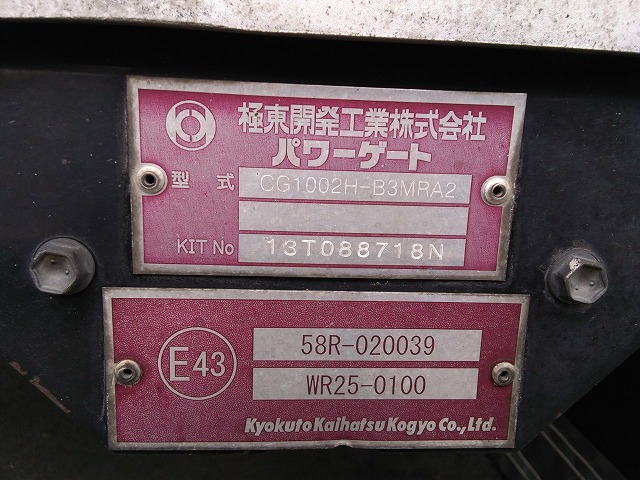 極東開発工業株式会社
パワーゲート
型式 CG1002H-B3MRA2
KIT No 13T088718N
E43
58R-020039
WR25-0100
Kyokuto Kaihatsu Kogyo Co., Ltd.